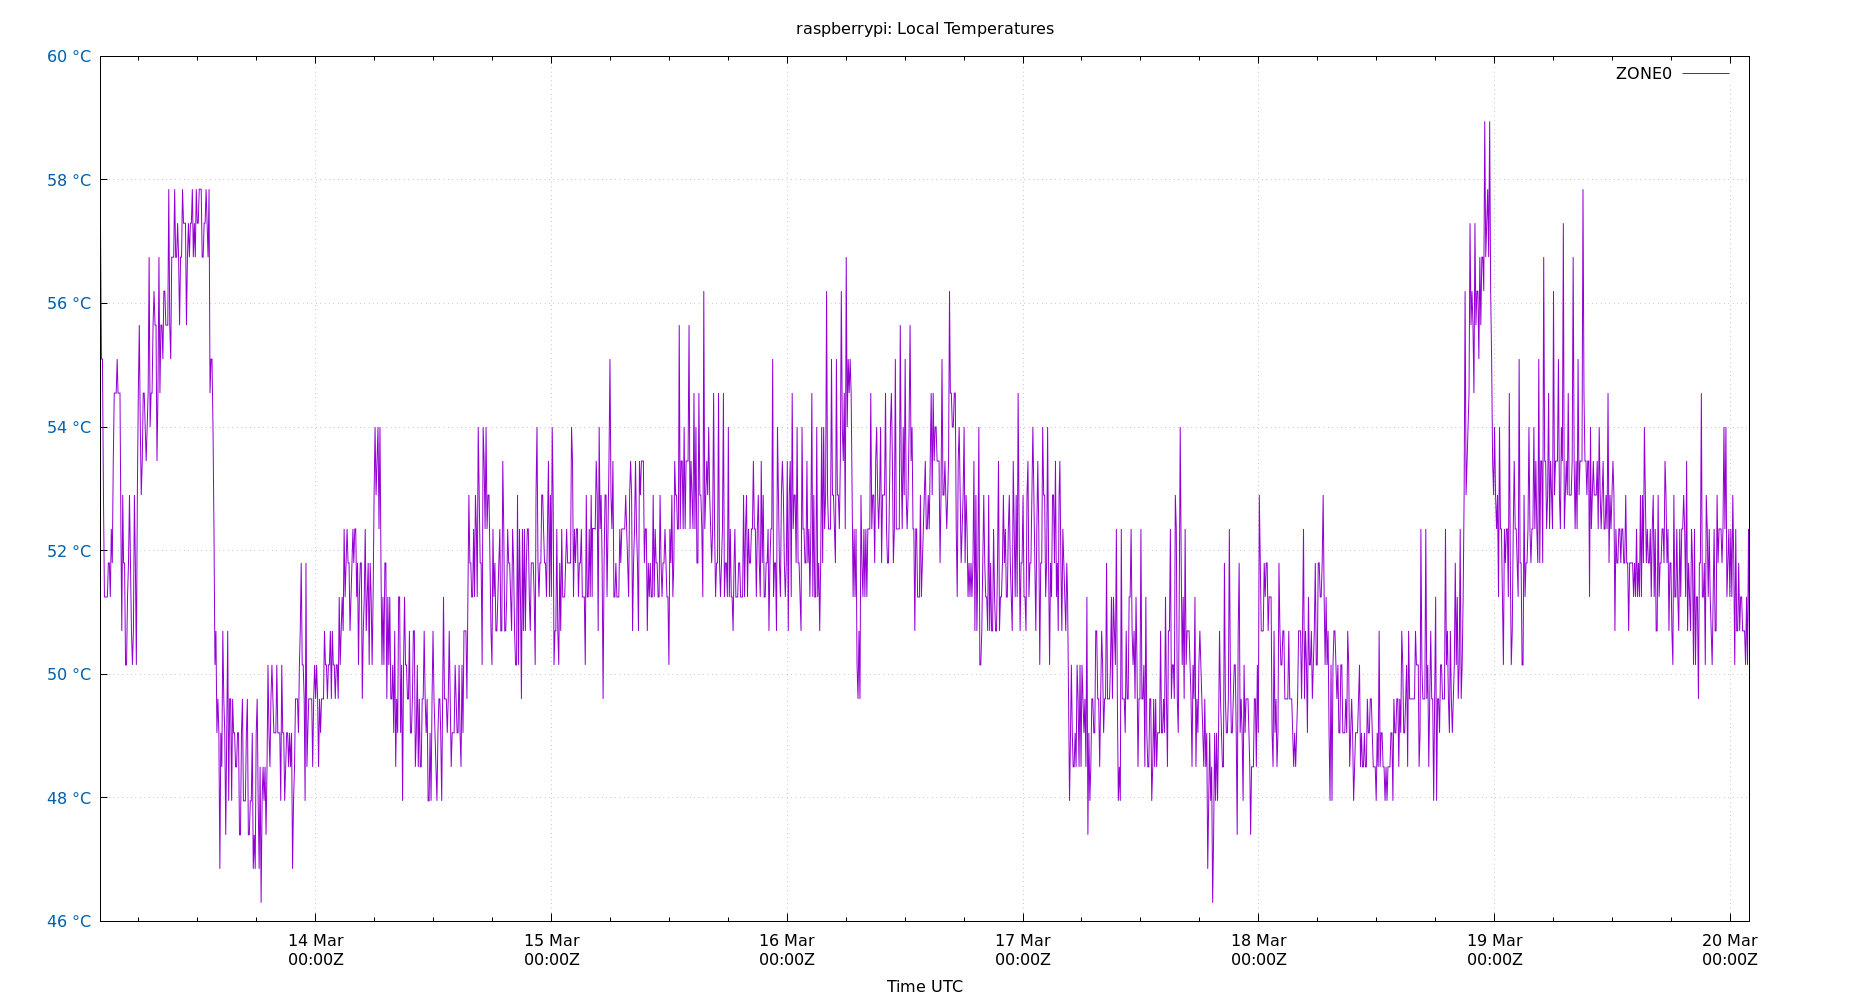 raspberrypi: Local Temperatures
60 °C
ZONE0
58 °C
56 °C
54 °C
52 °C
50 °C
48 °C
46 °C
14 Mar 15 Mar 16 Mar 17 Mar 18 Mar 19 Mar 20 Mar
00:00Z 00:00Z 00:00Z 00:00Z 00:00Z 00:00Z 00:00Z
Time UTC